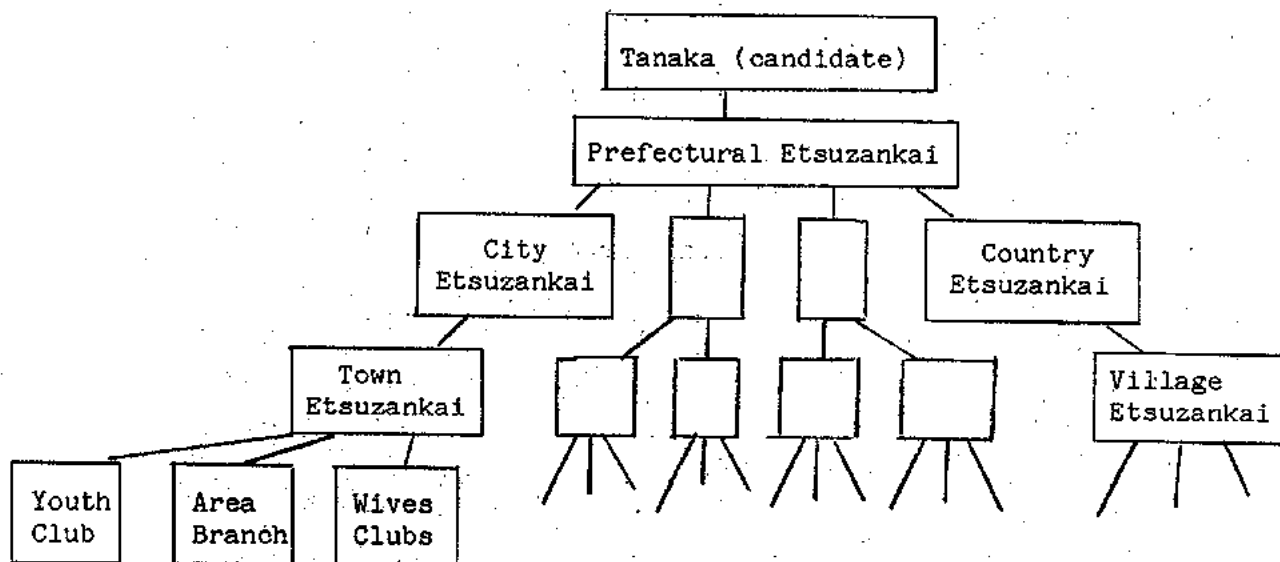 Tanaka (candidate)
Prefectural Etsuzankai
City
Etsuzankai
Country
Etsuzankai
Town
Etsuzankai
Village
Etsuzankai
Youth
Club
Area
Branch
Wives
Clubs